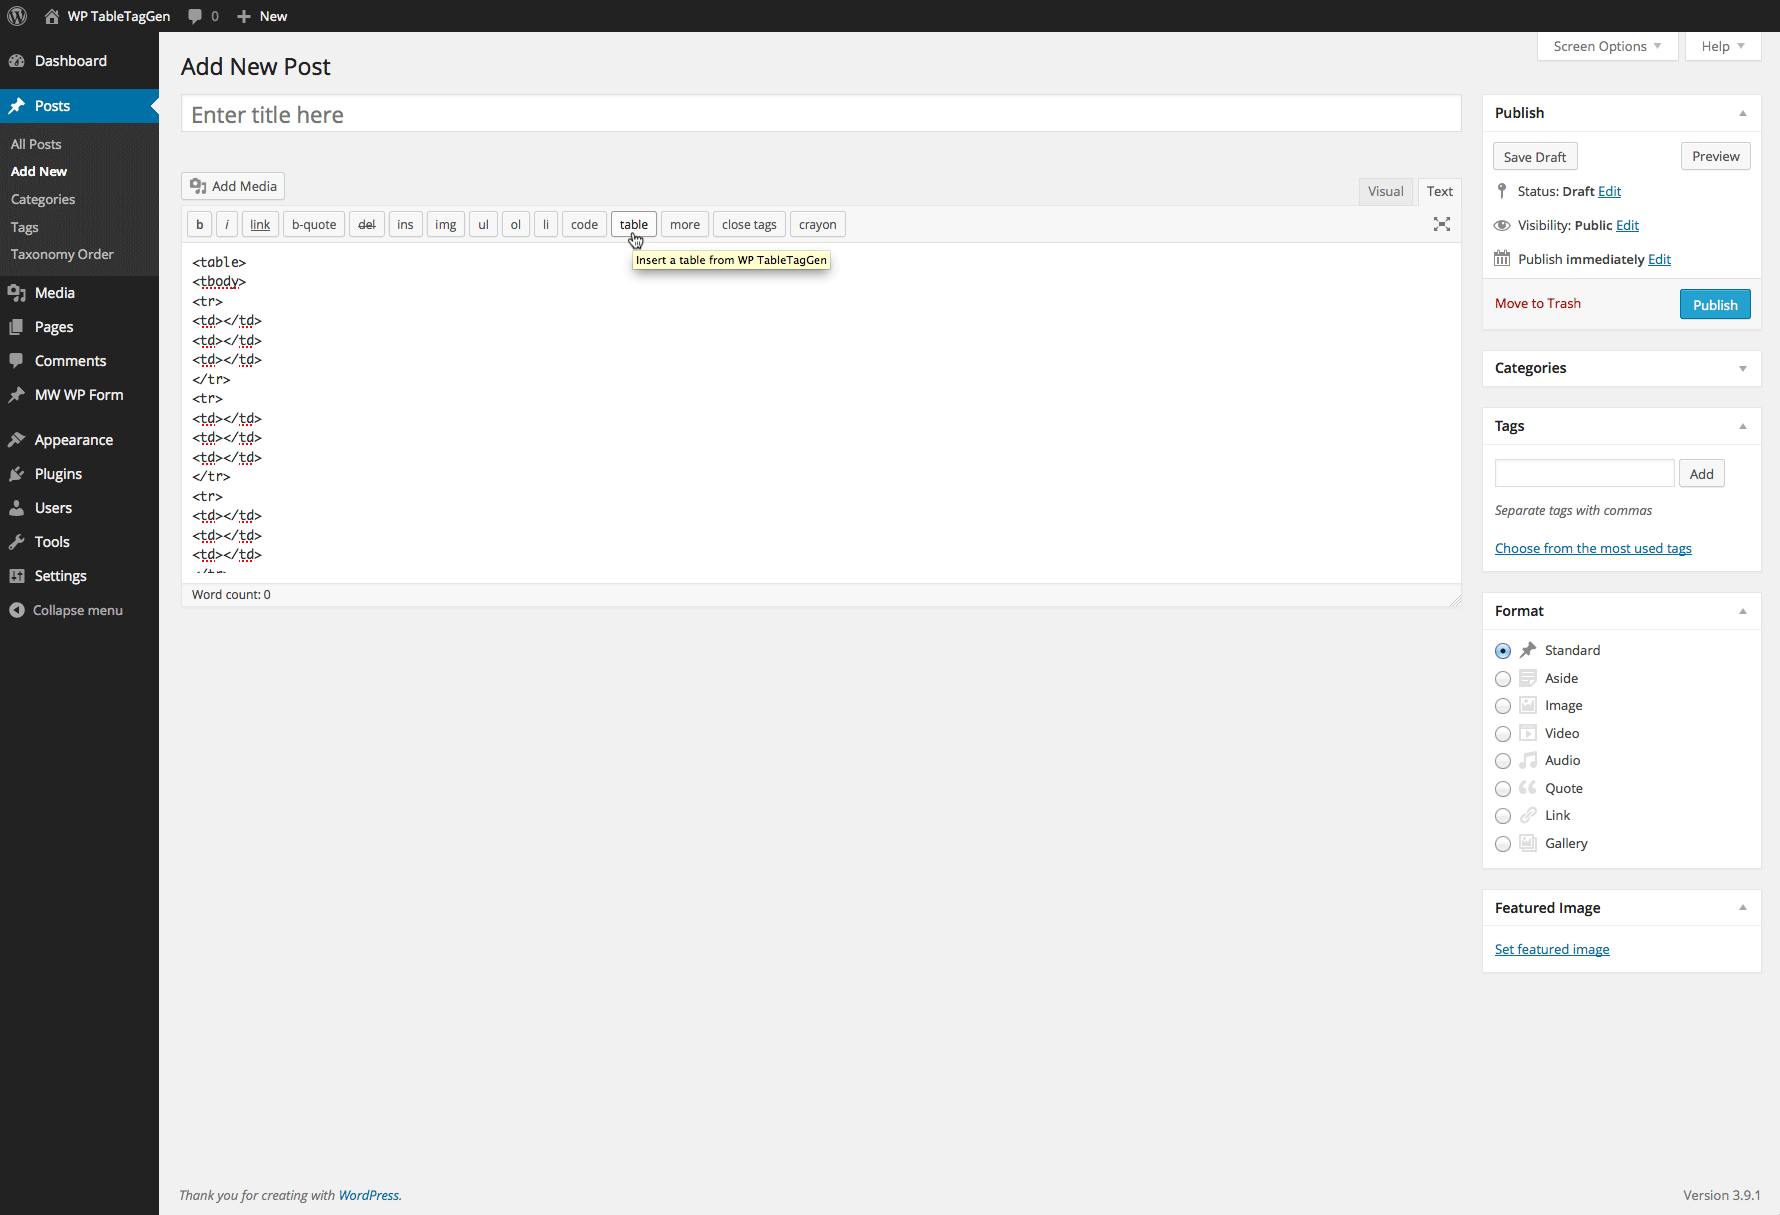 WP TableTagGen 0 New
Dashboard
Posts
All Posts
Add New
Categories
Tags
Taxonomy Order
Media
Pages
Comments
MW WP Form
Appearance
Plugins
Users
Tools
Settings
Collapse menu
Screen Options Help
Add New Post
Enter title here
Add Media
Visual Text
b i link b-quote del ins img ul ol li code table more close tags crayon
Insert a table from WP TableTagGen
<table>
<tbody>
<tr>
<td></td>
<td></td>
<td></td>
</tr>
<tr>
<td></td>
<td></td>
<td></td>
</tr>
<tr>
<td></td>
<td></td>
<td></td>
</tr>
Word count: 0
Publish
Save Draft Preview
Status: Draft Edit
Visibility: Public Edit
Publish immediately Edit
Move to Trash Publish
Categories
Tags
Add
Separate tags with commas
Choose from the most used tags
Format
Standard
Aside
Image
Video
Audio
Quote
Link
Gallery
Featured Image
Set featured image
Thank you for creating with WordPress.
Version 3.9.1